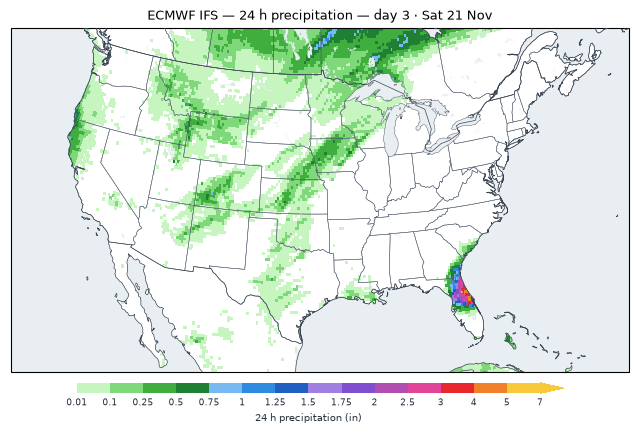 ECMWF IFS — 24 h precipitation — day 3 · Sat 21 Nov
0.01 0.1 0.25 0.5 0.75 1 1.25 1.5 1.75 2 2.5 3 4 5 7
24 h precipitation (in)